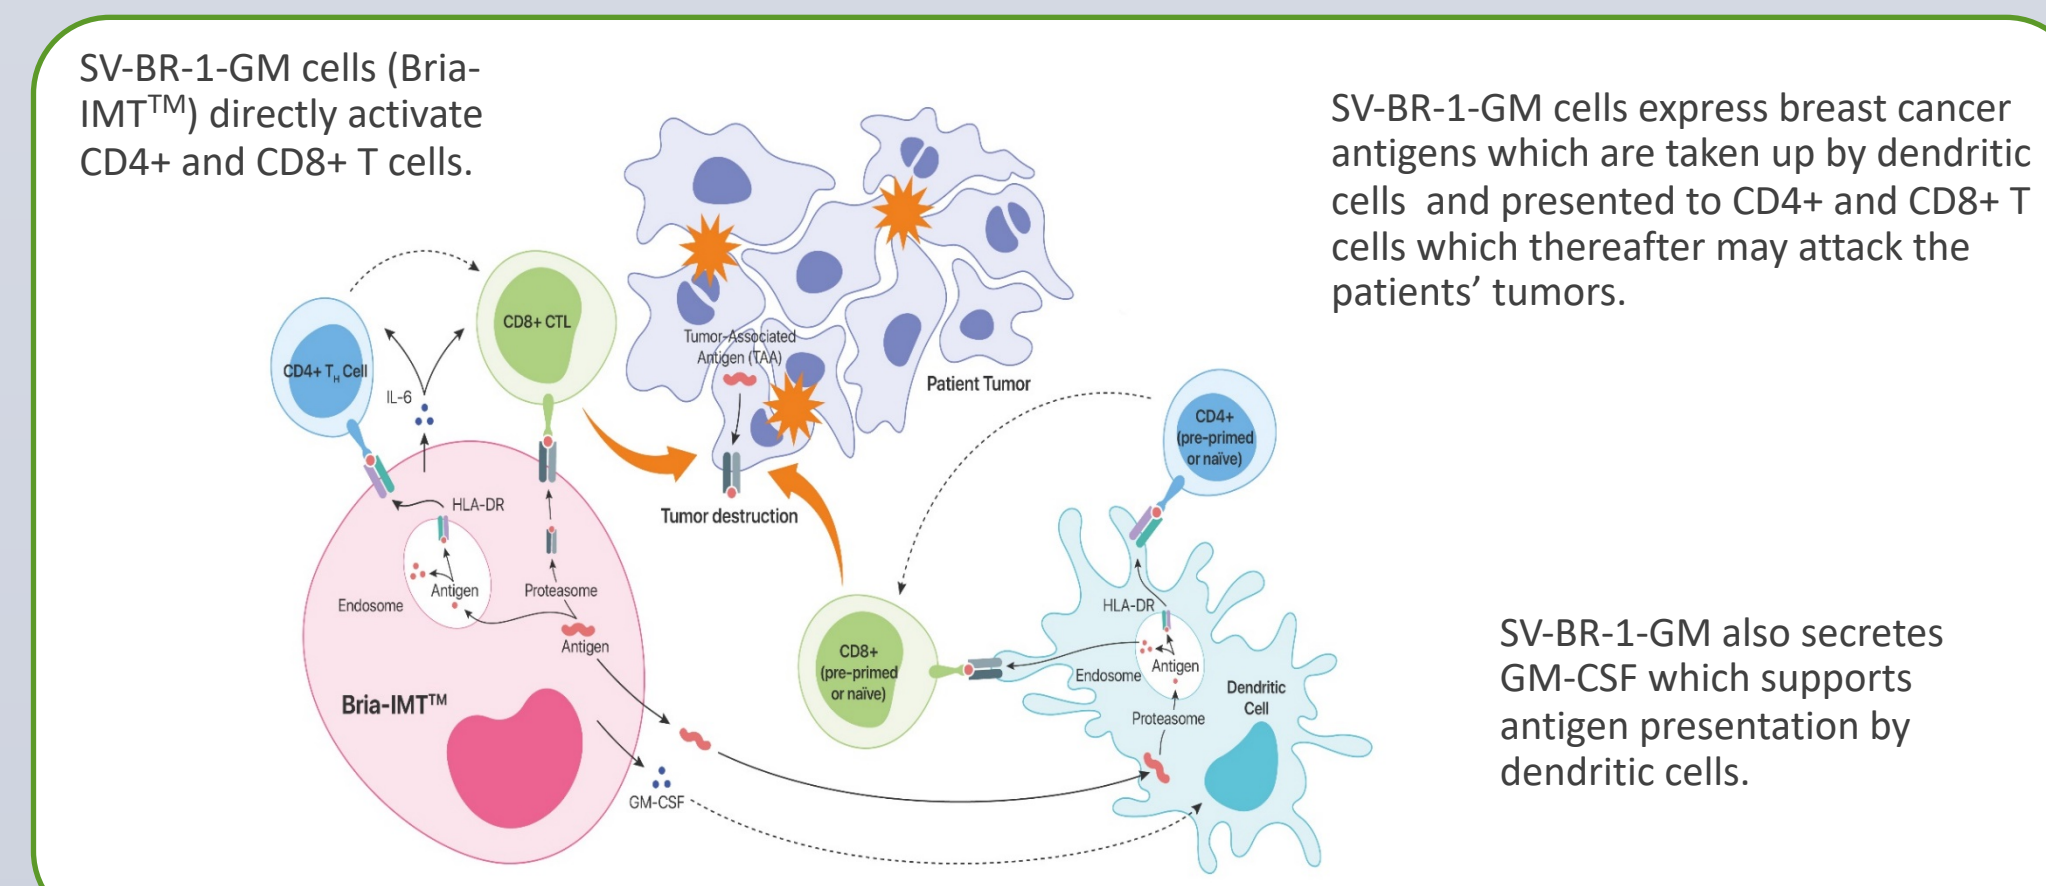 SV-BR-1-GM cells (Bria-
IMT™) directly activate
CD4+ and CD8+ T cells.
SV-BR-1-GM cells express breast cancer
antigens which are taken up by dendritic
cells  and presented to CD4+ and CD8+ T
cells which thereafter may attack the
patients’ tumors.
CD8+ CTL
CD4+ TH Cell
IL-6
Tumor-Associated
Antigen (TAA)
Patient Tumor
Tumor destruction
CD4+
(pre-primed
or naïve)
HLA-DR
Antigen
Endosome
Proteasome
Antigen
Bria-IMT™
GM-CSF
CD8+
(pre-primed
or naïve)
HLA-DR
Antigen
Endosome
Proteasome
Dendritic
Cell
SV-BR-1-GM also secretes
GM-CSF which supports
antigen presentation by
dendritic cells.